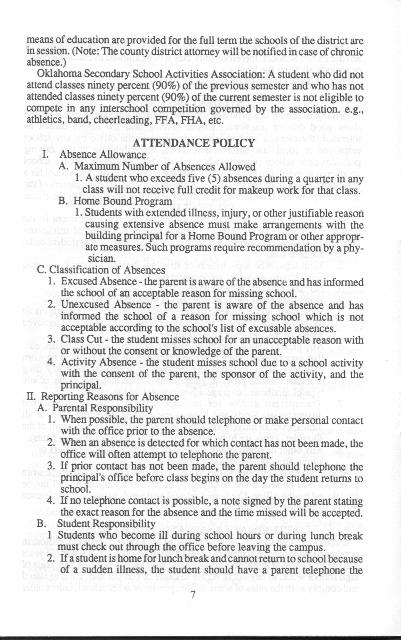 means of education are provided for the full term the schools of the district are
in session. (Note: The county district attorney will be notified in case of chronic
absence.)
Oklahoma Secondary School Activities Association: A student who did not
attend classes ninety percent (90%) of the previous semester and who has not
attended classes ninety percent (90%) of the current semester is not eligible to
compete in any interschool competition governed by the association. e.g.,
athletics, band, cheerleading, FFA, FHA, etc.
ATTENDANCE POLICY
I. Absence Allowance
A. Maximum Number of Absences Allowed
1. A student who exceeds five (5) absences during a quarter in any
class will not receive full credit for makeup work for that class.
B. Home Bound Program
1. Students with extended illness, injury, or other justifiable reason
causing extensive absence must make arrangements with the
building principal for a Home Bound Program or other appropr-
ate measures. Such programs require recommendation by a phy-
sician.
C. Classification of Absences
1. Excused Absence - the parent is aware of the absence and has informed
the school of an acceptable reason for missing school.
2. Unexcused Absence - the parent is aware of the absence and has
informed the school of a reason for missing school which is not
acceptable according to the school's list of excusable absences.
3. Class Cut - the student misses school for an unacceptable reason with
or without the consent or knowledge of the parent.
4. Activity Absence - the student misses school due to a school activity
with the consent of the parent, the sponsor of the activity, and the
principal.
II. Reporting Reasons for Absence
A. Parental Responsibility
1. When possible, the parent should telephone or make personal contact
with the office prior to the absence.
2. When an absence is detected for which contact has not been made, the
office will often attempt to telephone the parent.
3. If prior contact has not been made, the parent should telephone the
principal's office before class begins on the day the student returns to
school.
4. If no telephone contact is possible, a note signed by the parent stating
the exact reason for the absence and the time missed will be accepted.
B. Student Responsibility
1 Students who become ill during school hours or during lunch break
must check out through the office before leaving the campus.
2. If a student is home for lunch break and cannot return to school because
of a sudden illness, the student should have a parent telephone the
7